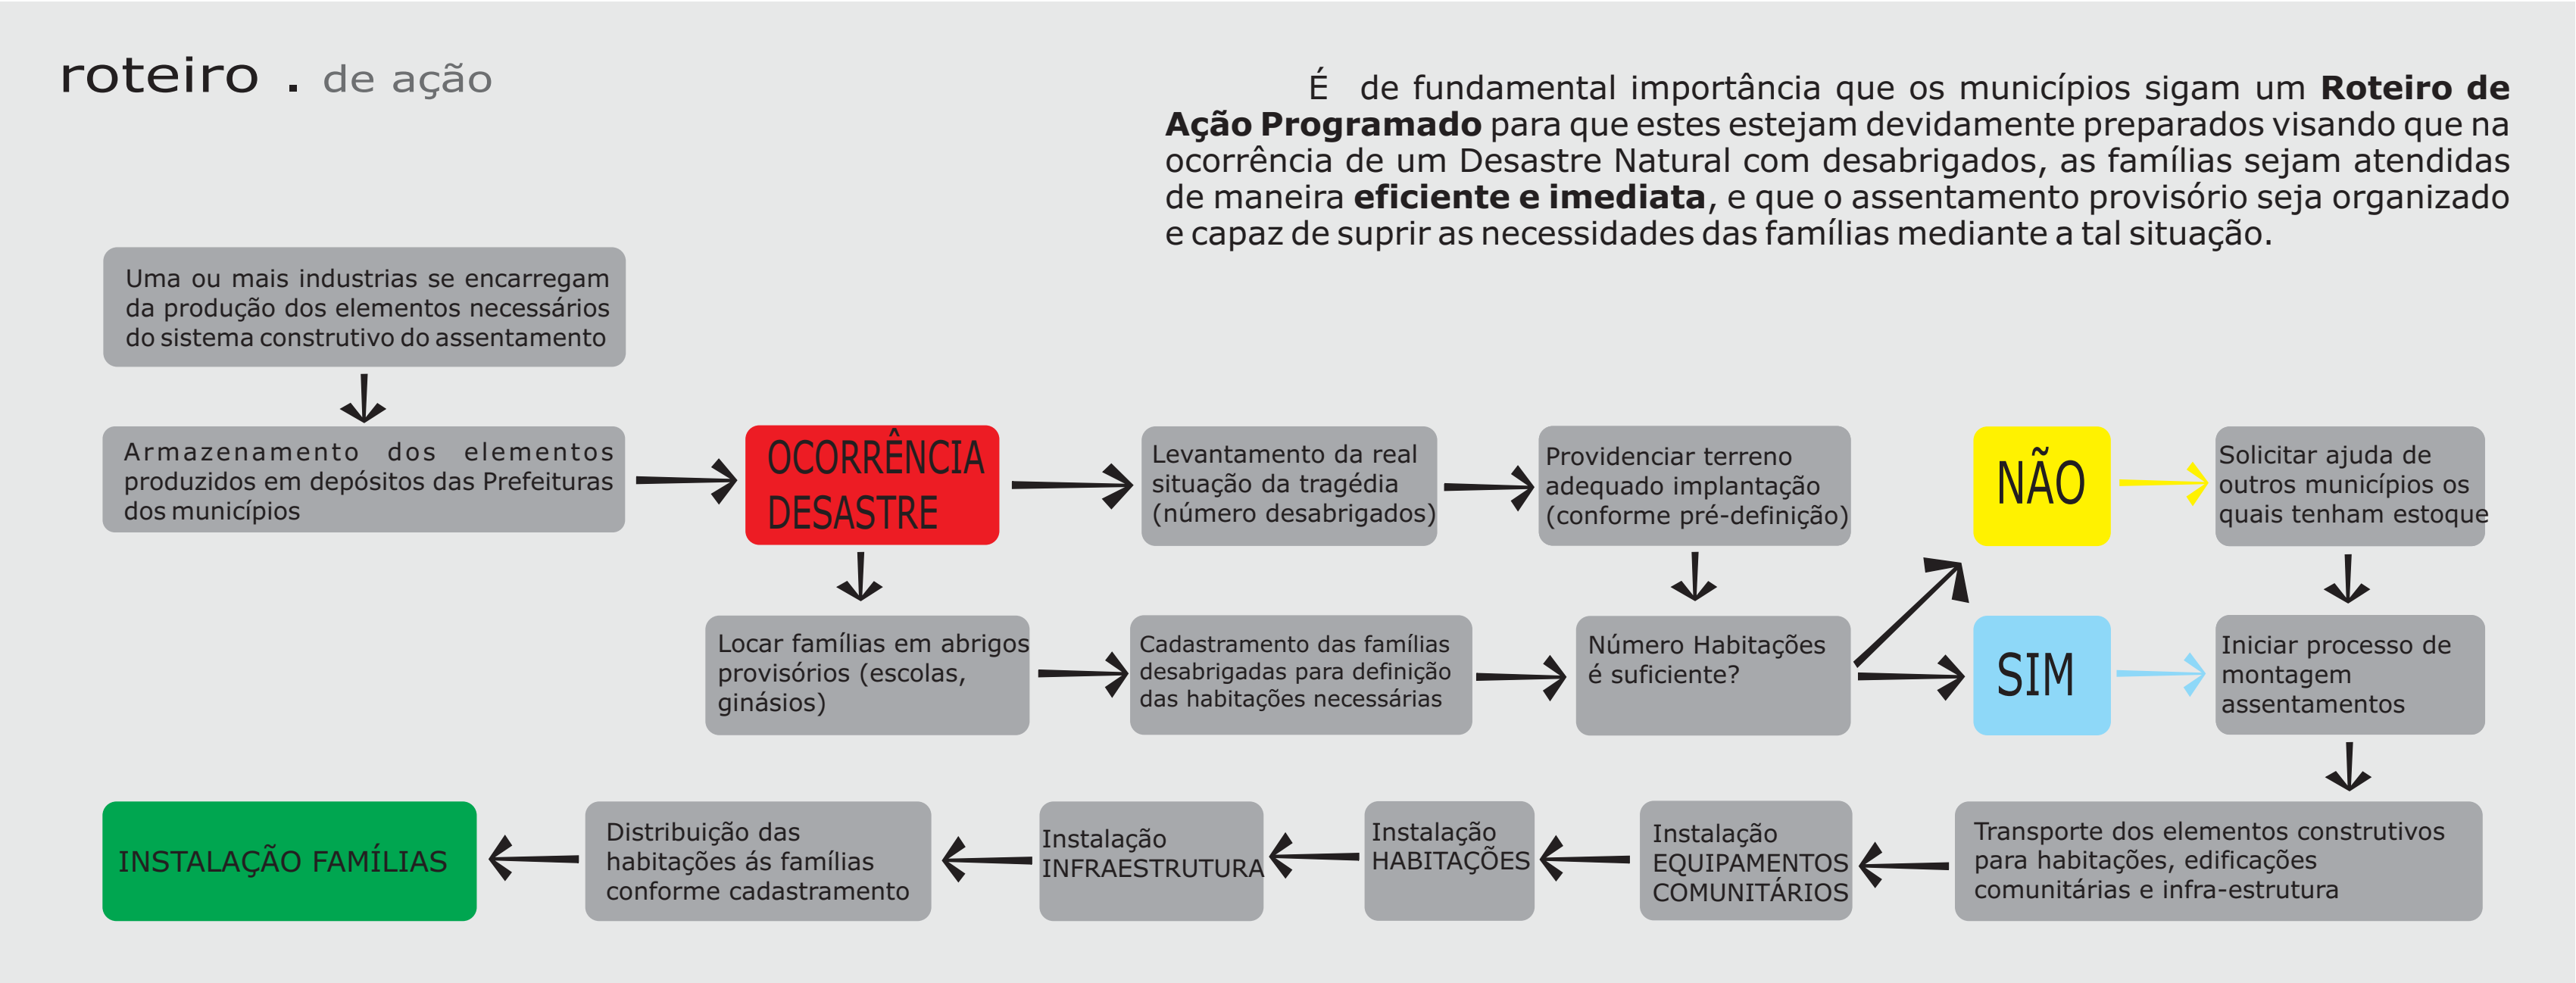 roteiro . de ação
É de fundamental importância que os municípios sigam um Roteiro de
Ação Programado para que estes estejam devidamente preparados visando que na
ocorrência de um Desastre Natural com desabrigados, as famílias sejam atendidas
de maneira eficiente e imediata, e que o assentamento provisório seja organizado
e capaz de suprir as necessidades das famílias mediante a tal situação.
Uma ou mais industrias se encarregam
da produção dos elementos necessários
do sistema construtivo do assentamento
Armazenamento dos elementos
produzidos em depósitos das Prefeituras
dos municípios
OCORRÊNCIA
DESASTRE
Levantamento da real
situação da tragédia
(número desabrigados)
Providenciar terreno
adequado implantação
(conforme pré-definição)
NÃO
Solicitar ajuda de
outros municípios os
quais tenham estoque
Locar famílias em abrigos
provisórios (escolas,
ginásios)
Cadastramento das famílias
desabrigadas para definição
das habitações necessárias
Número Habitações
é suficiente?
SIM
Iniciar processo de
montagem
assentamentos
Transporte dos elementos construtivos
para habitações, edificações
comunitárias e infra-estrutura
Instalação
EQUIPAMENTOS
COMUNITÁRIOS
Instalação
HABITAÇÕES
Instalação
INFRAESTRUTURA
Distribuição das
habitações ás famílias
conforme cadastramento
INSTALAÇÃO FAMÍLIAS